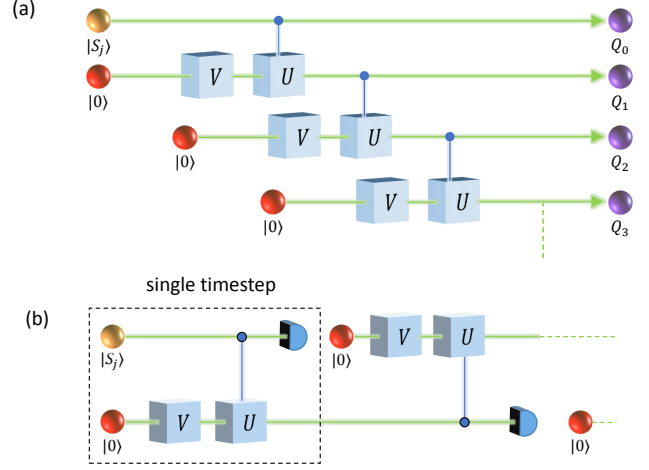 (a)
|S_j⟩
Q_0
V U
|0⟩
Q_1
V U
|0⟩
Q_2
V U
|0⟩
Q_3
single timestep
(b)
|S_j⟩
|0⟩
V U
|0⟩
V U
|0⟩